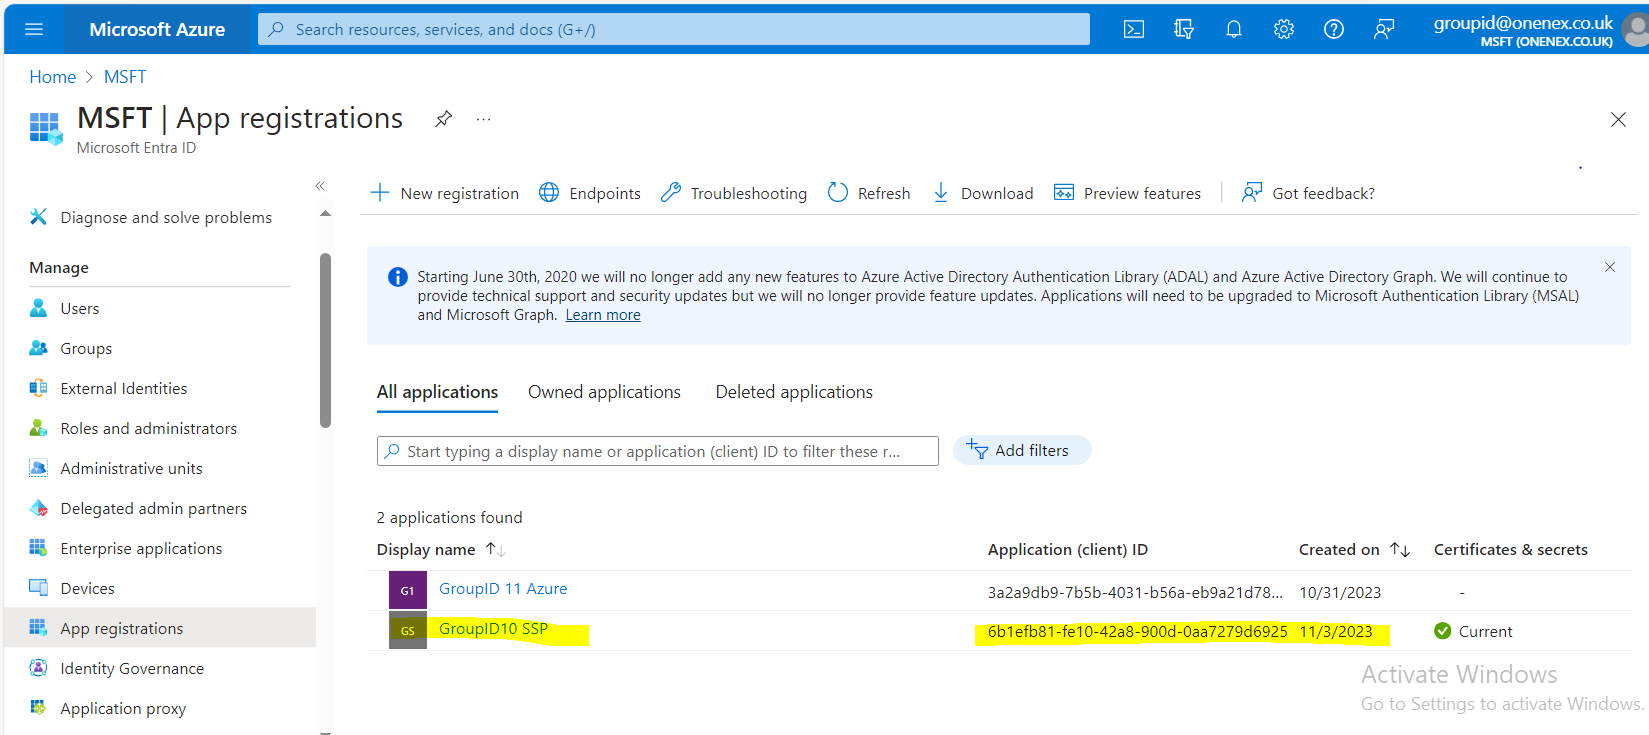 Microsoft Azure
Search resources, services, and docs (G+/)
groupid@onenex.co.uk
MSFT (ONENEX.CO.UK)
Home > MSFT
MSFT | App registrations
Microsoft Entra ID
New registration
Endpoints
Troubleshooting
Refresh
Download
Preview features
Got feedback?
Diagnose and solve problems
Manage
Users
Groups
External Identities
Roles and administrators
Administrative units
Delegated admin partners
Enterprise applications
Devices
App registrations
Identity Governance
Application proxy
Starting June 30th, 2020 we will no longer add any new features to Azure Active Directory Authentication Library (ADAL) and Azure Active Directory Graph. We will continue to
provide technical support and security updates but we will no longer provide feature updates. Applications will need to be upgraded to Microsoft Authentication Library (MSAL)
and Microsoft Graph. Learn more
All applications
Owned applications
Deleted applications
Start typing a display name or application (client) ID to filter these r...
Add filters
2 applications found
Display name Application (client) ID Created on Certificates & secrets
G1 GroupID 11 Azure 3a2a9db9-7b5b-4031-b56a-eb9a21d78... 10/31/2023 -
GS GroupID10 SSP 6b1efb81-fe10-42a8-900d-0aa7279d6925 11/3/2023 Current
Activate Windows
Go to Settings to activate Windows.